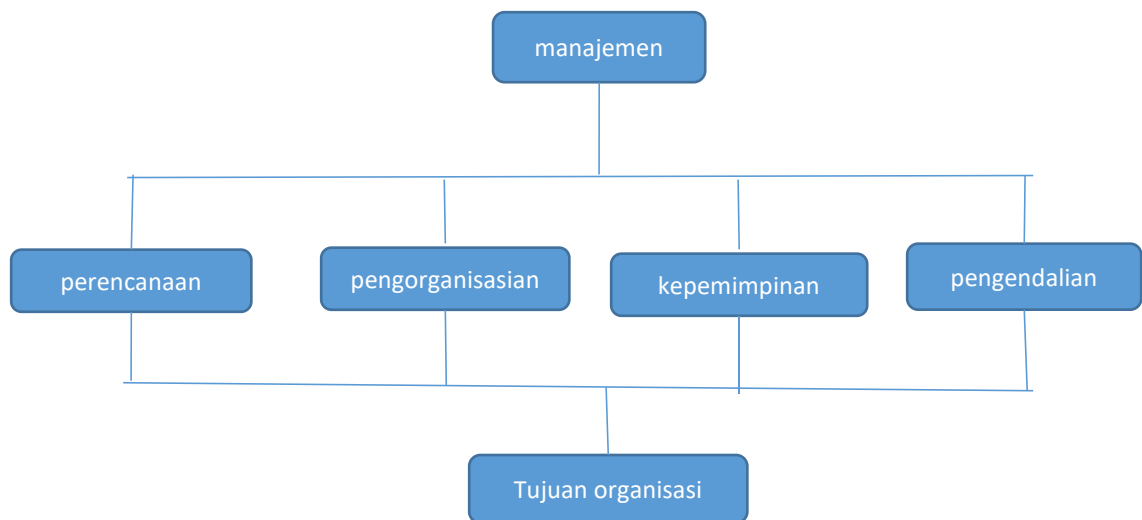 manajemen
perencanaan
pengorganisasian
kepemimpinan
pengendalian
Tujuan organisasi